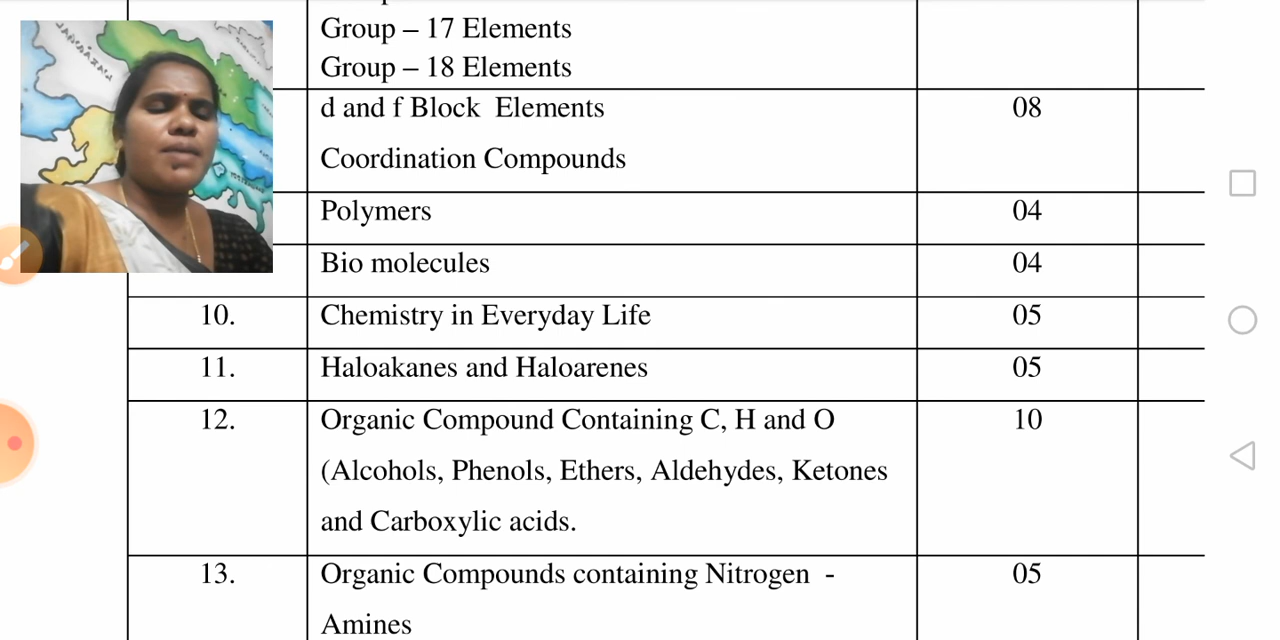 Group – 17 Elements
Group – 18 Elements
d and f Block Elements 08
Coordination Compounds
Polymers 04
Bio molecules 04
10. Chemistry in Everyday Life 05
11. Haloakanes and Haloarenes 05
12. Organic Compound Containing C, H and O 10
(Alcohols, Phenols, Ethers, Aldehydes, Ketones
and Carboxylic acids.
13. Organic Compounds containing Nitrogen - 05
Amines